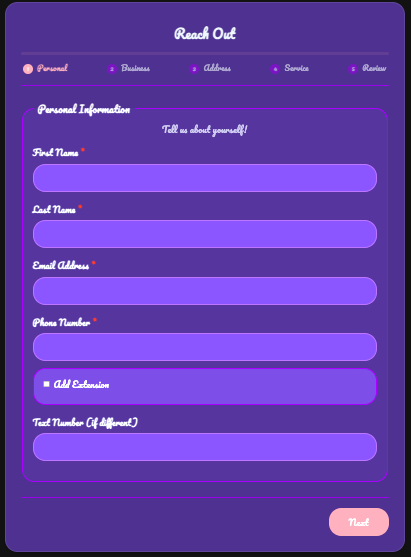 Reach Out
1 Personal 2 Business 3 Address 4 Service 5 Review
Personal Information
Tell us about yourself!
First Name *
Last Name *
Email Address *
Phone Number *
Add Extension
Text Number (if different)
Next